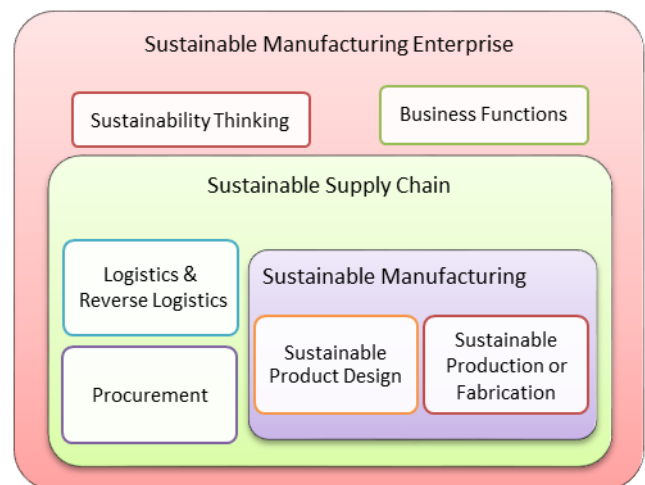 Sustainable Manufacturing Enterprise
Sustainability Thinking
Business Functions
Sustainable Supply Chain
Logistics &
Reverse Logistics
Sustainable Manufacturing
Sustainable
Product Design
Sustainable
Production or
Fabrication
Procurement